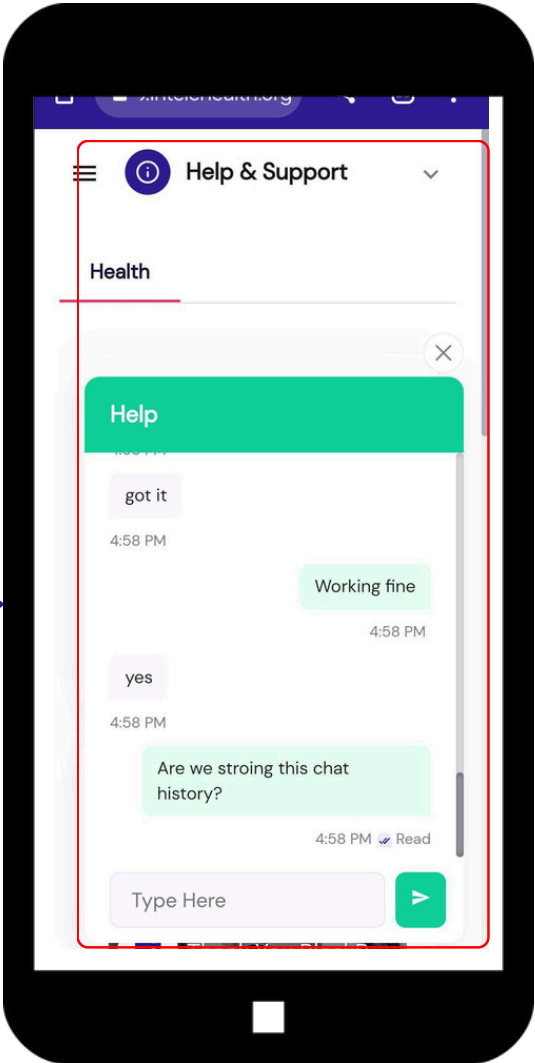 Help & Support
Health
Help
got it
4:58 PM
Working fine
4:58 PM
yes
4:58 PM
Are we stroing this chat
history?
4:58 PM Read
Type Here